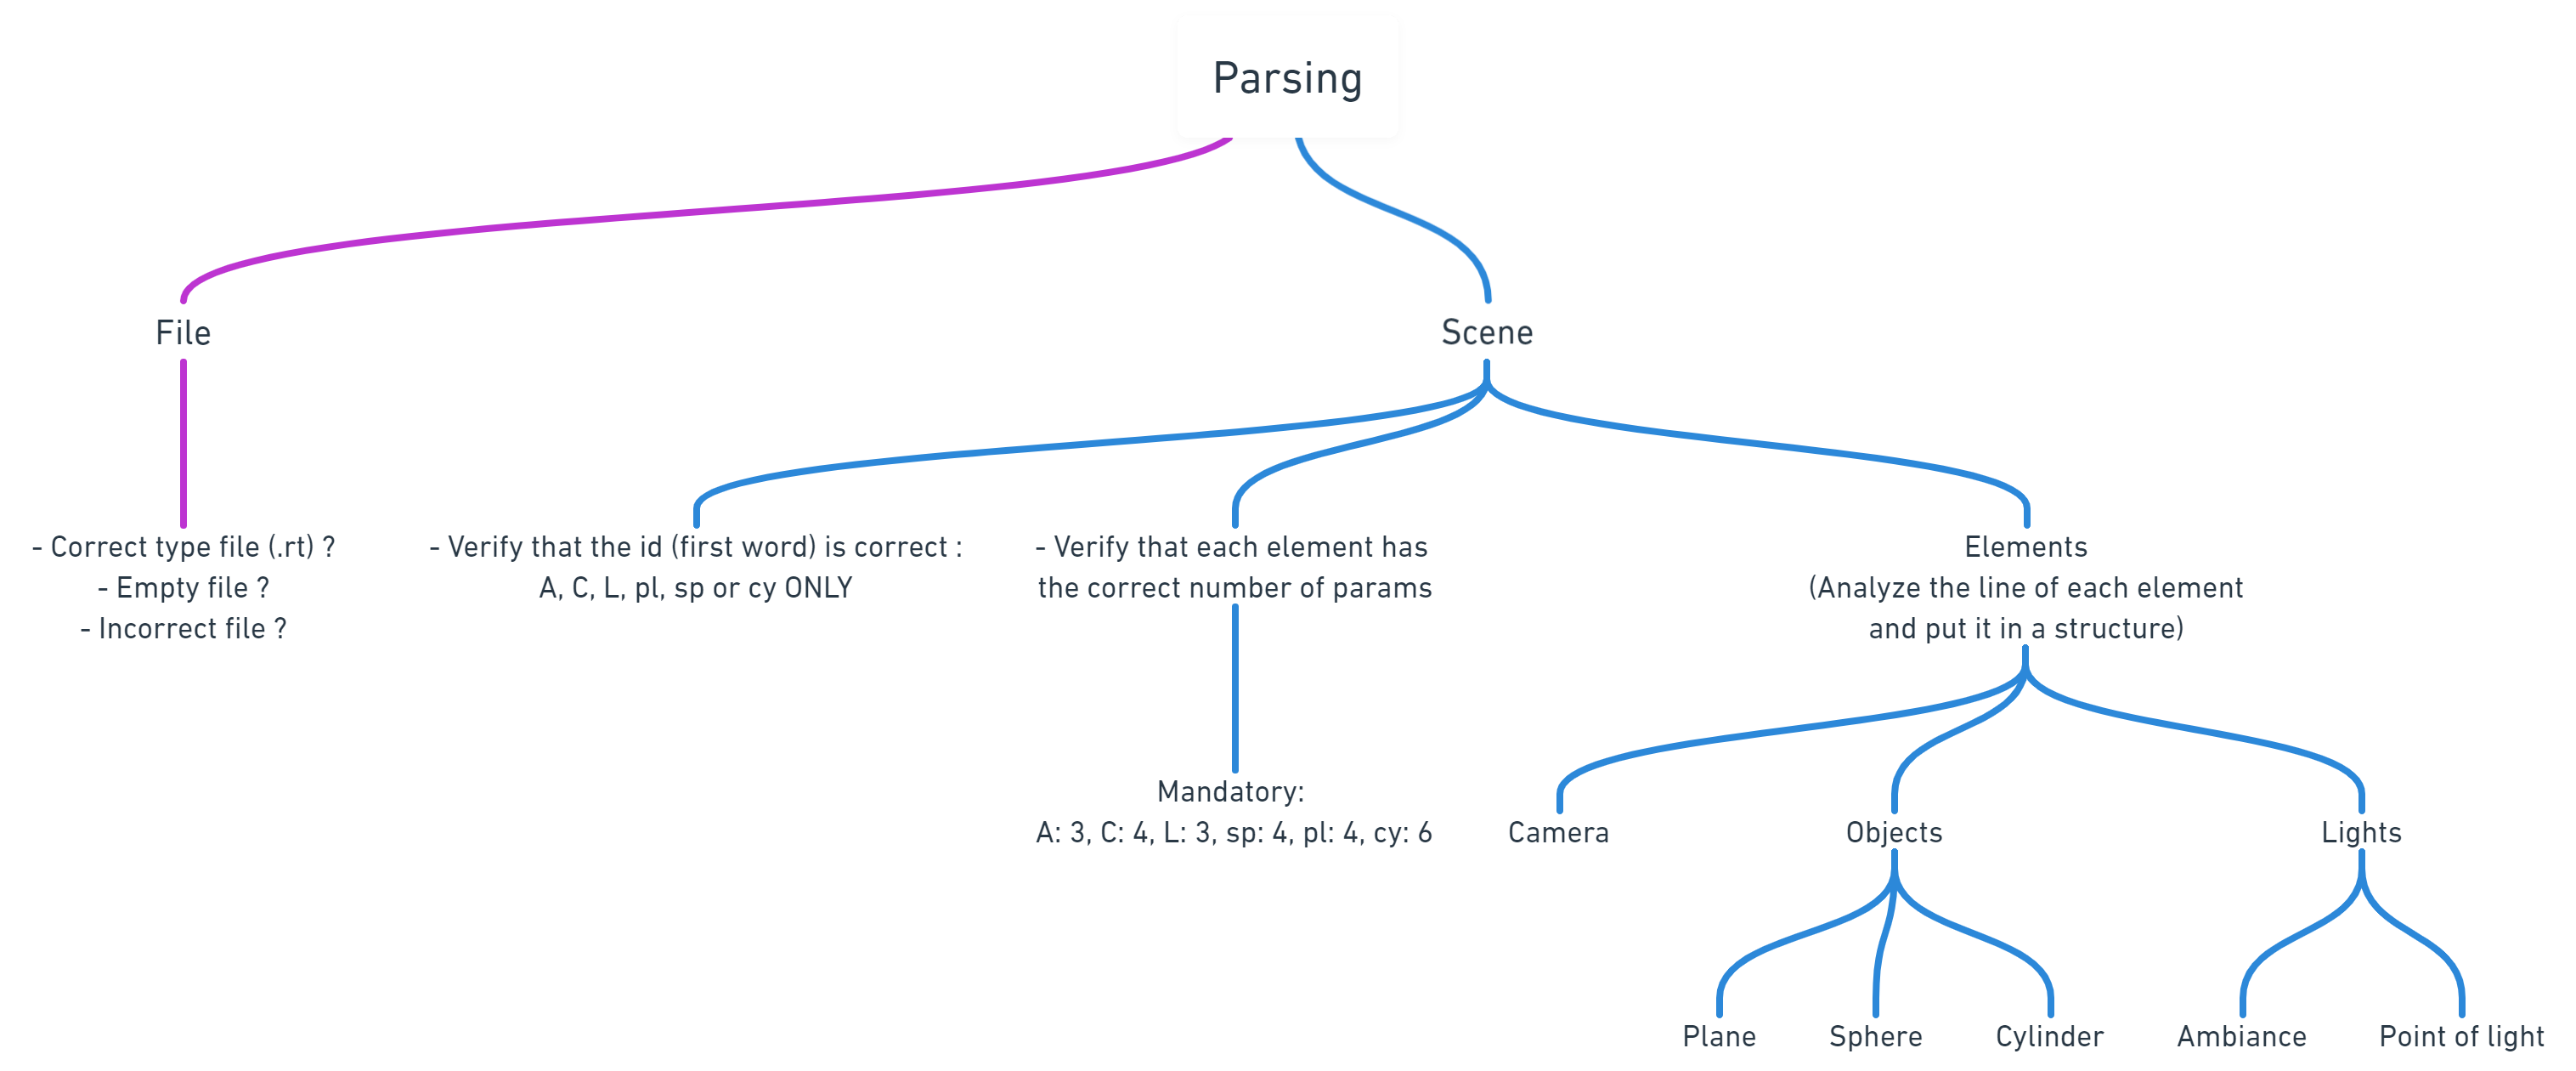 Parsing
File
Scene
- Correct type file (.rt) ?
- Empty file ?
- Incorrect file ?
- Verify that the id (first word) is correct :
A, C, L, pl, sp or cy ONLY
- Verify that each element has
the correct number of params
Elements
(Analyze the line of each element
and put it in a structure)
Mandatory:
A: 3, C: 4, L: 3, sp: 4, pl: 4, cy: 6
Camera
Objects
Lights
Plane
Sphere
Cylinder
Ambiance
Point of light